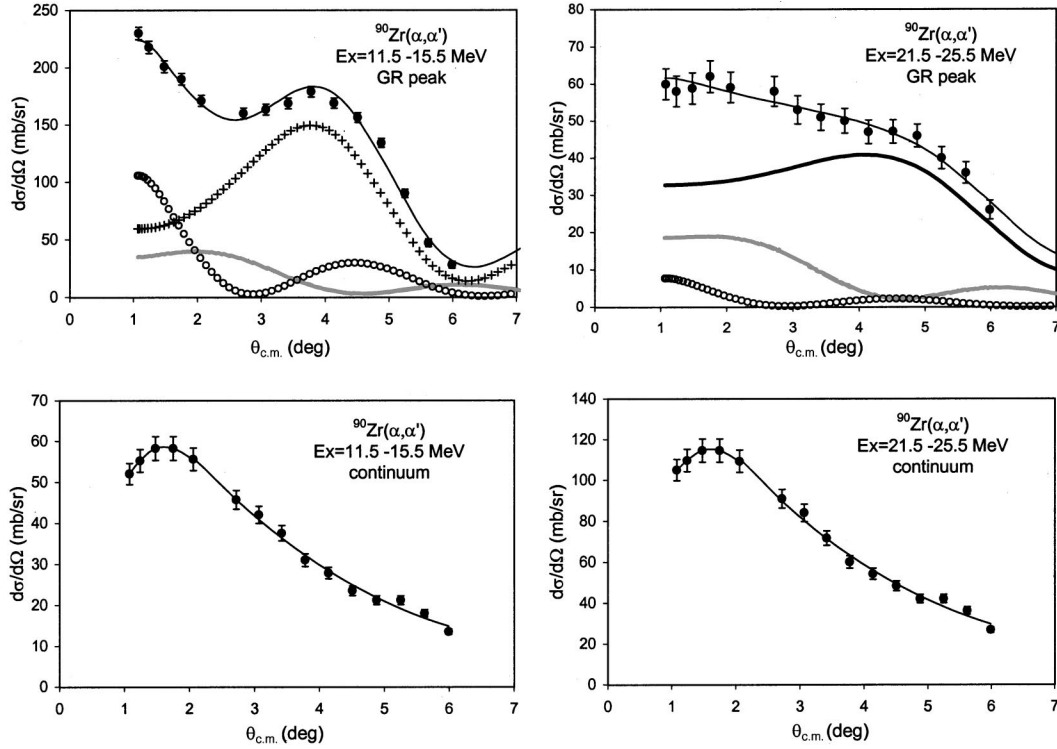 250
200
150
100
50
0
dσ/dΩ (mb/sr)
⁹⁰Zr(α,α')
Ex=11.5 -15.5 MeV
GR peak
0 1 2 3 4 5 6 7
θc.m. (deg)
80
70
60
50
40
30
20
10
0
dσ/dΩ (mb/sr)
⁹⁰Zr(α,α')
Ex=21.5 -25.5 MeV
GR peak
0 1 2 3 4 5 6 7
θc.m. (deg)
70
60
50
40
30
20
10
0
dσ/dΩ (mb/sr)
⁹⁰Zr(α,α')
Ex=11.5 -15.5 MeV
continuum
0 1 2 3 4 5 6 7
θc.m. (deg)
140
120
100
80
60
40
20
0
dσ/dΩ (mb/sr)
⁹⁰Zr(α,α')
Ex=21.5 -25.5 MeV
continuum
0 1 2 3 4 5 6 7
θc.m. (deg)